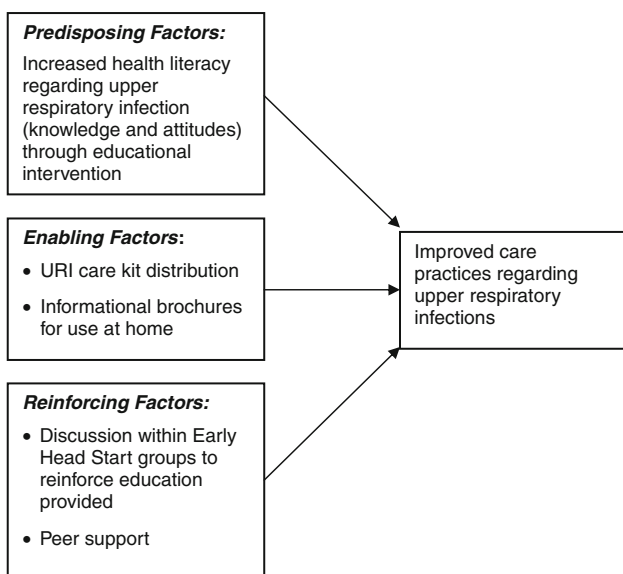 Predisposing Factors:
Increased health literacy
regarding upper
respiratory infection
(knowledge and attitudes)
through educational
intervention
Enabling Factors:
• URI care kit distribution
• Informational brochures
for use at home
Reinforcing Factors:
• Discussion within Early
Head Start groups to
reinforce education
provided
• Peer support
Improved care
practices regarding
upper respiratory
infections